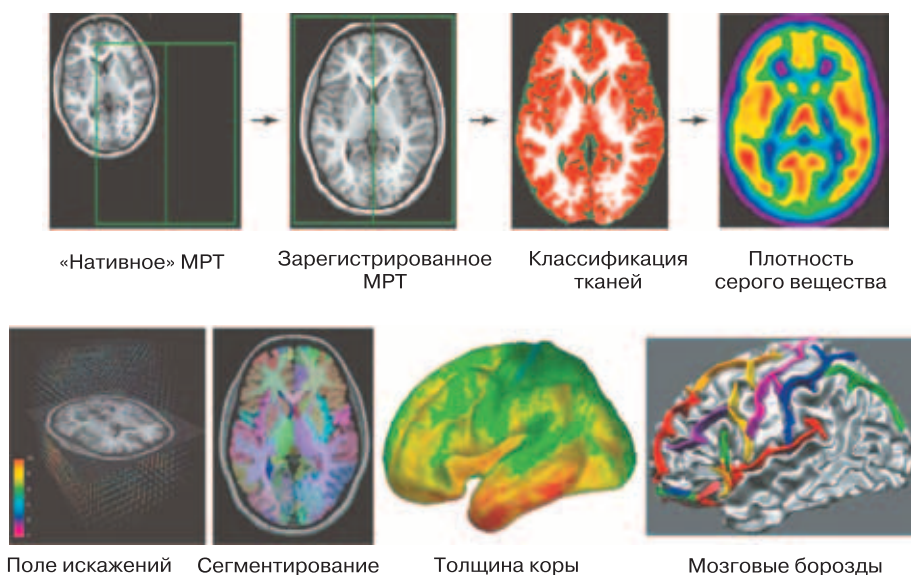 «Нативное» МРТ
Зарегистрированное
МРТ
Классификация
тканей
Плотность
серого вещества
Поле искажений
Сегментирование
Толщина коры
Мозговые борозды